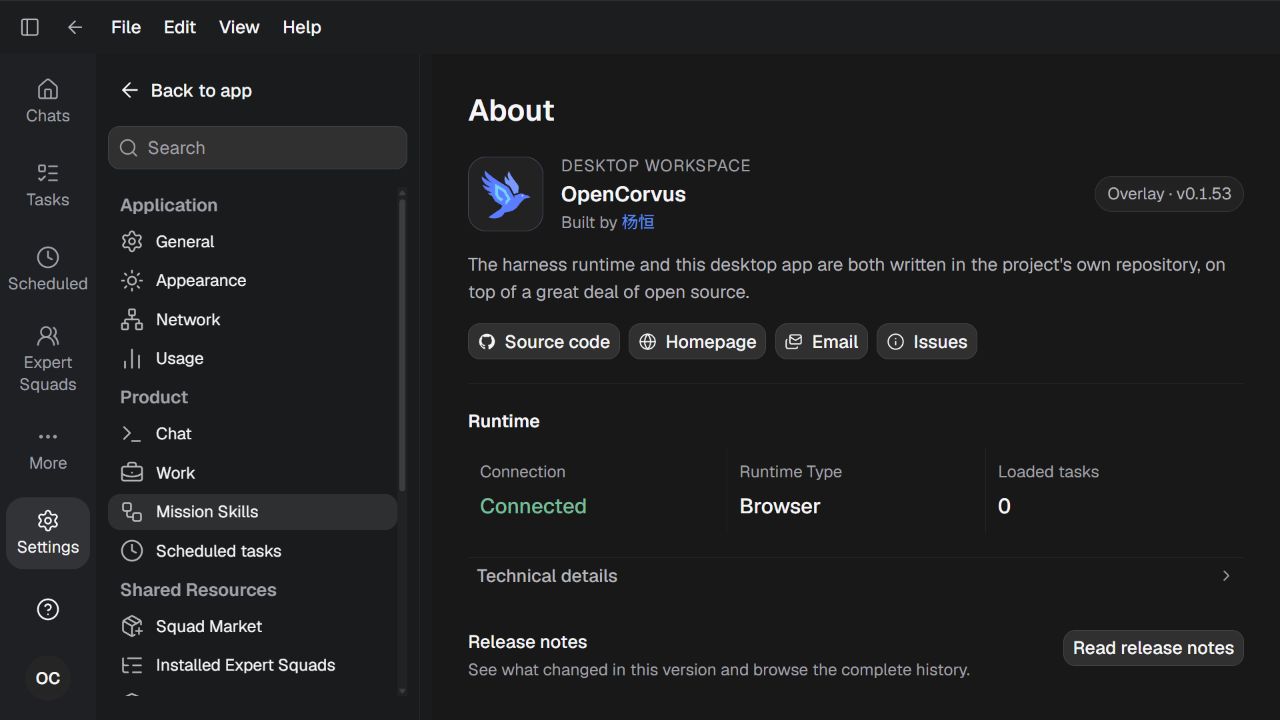 File Edit View Help
Chats
Tasks
Scheduled
Expert
Squads
More
Settings
OC
Back to app
Search
Application
General
Appearance
Network
Usage
Product
Chat
Work
Mission Skills
Scheduled tasks
Shared Resources
Squad Market
Installed Expert Squads
About
DESKTOP WORKSPACE
OpenCorvus
Built by 杨恒
Overlay · v0.1.53
The harness runtime and this desktop app are both written in the project's own repository, on
top of a great deal of open source.
Source code Homepage Email Issues
Runtime
Connection Runtime Type Loaded tasks
Connected Browser 0
Technical details
Release notes
See what changed in this version and browse the complete history.
Read release notes